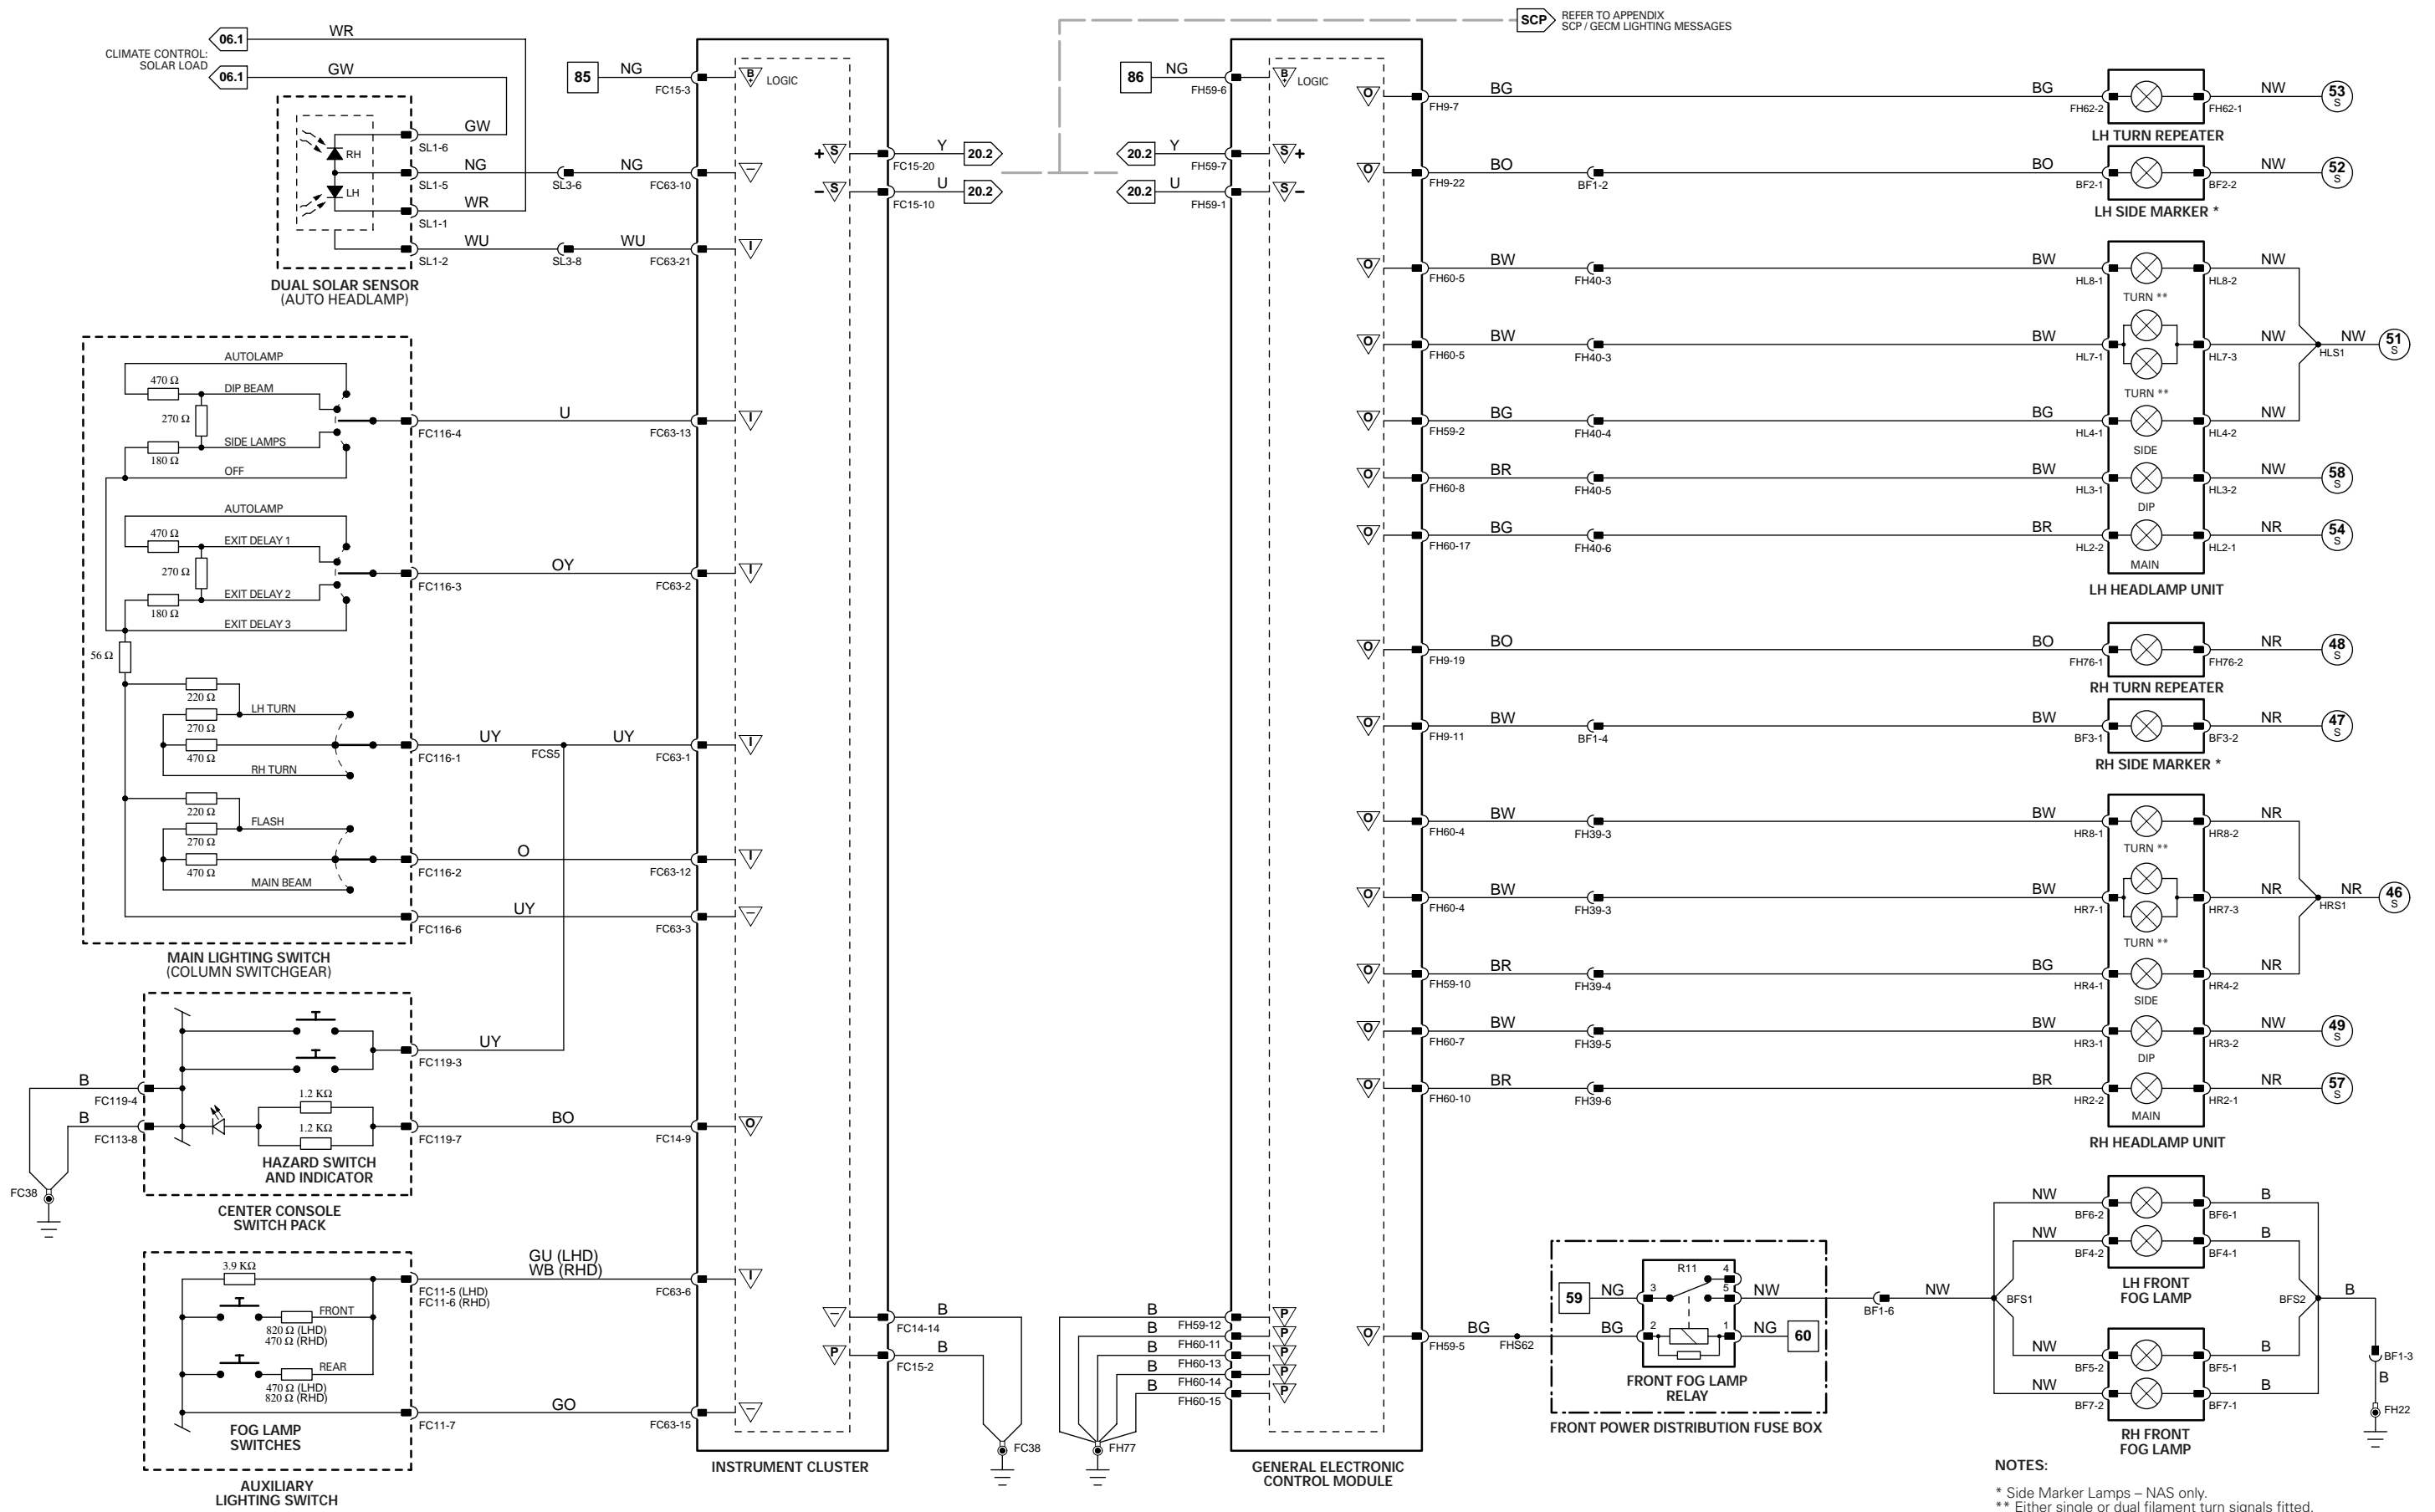 SCP
REFER TO APPENDIX
SCP / GECM LIGHTING MESSAGES
06.1
WR
CLIMATE CONTROL:
SOLAR LOAD
06.1
GW
GW
SL1-6
RH
NG
SL1-5
SL3-6
NG
FC63-10
LH
WR
SL1-1
WU
SL1-2
SL3-8
WU
FC63-21
DUAL SOLAR SENSOR
(AUTO HEADLAMP)
85
NG
FC15-3
B+
LOGIC
+
S
FC15-20
Y
20.2
–
S
FC15-10
U
20.2
AUTOLAMP
470 Ω
DIP BEAM
270 Ω
SIDE LAMPS
180 Ω
OFF
FC116-4
U
FC63-13
I
AUTOLAMP
470 Ω
EXIT DELAY 1
270 Ω
EXIT DELAY 2
180 Ω
EXIT DELAY 3
FC116-3
OY
FC63-2
I
56 Ω
220 Ω
LH TURN
270 Ω
470 Ω
RH TURN
FC116-1
UY
FCS5
UY
FC63-1
I
220 Ω
FLASH
270 Ω
470 Ω
MAIN BEAM
FC116-2
O
FC63-12
I
FC116-6
UY
FC63-3
MAIN LIGHTING SWITCH
(COLUMN SWITCHGEAR)
FC119-3
UY
B
FC119-4
B
FC113-8
1.2 KΩ
1.2 KΩ
FC119-7
BO
FC14-9
O
HAZARD SWITCH
AND INDICATOR
FC38
CENTER CONSOLE
SWITCH PACK
3.9 KΩ
FRONT
820 Ω (LHD)
470 Ω (RHD)
REAR
470 Ω (LHD)
820 Ω (RHD)
FC11-5 (LHD)
FC11-6 (RHD)
GU (LHD)
WB (RHD)
FC63-6
I
FC11-7
GO
FC63-15
FOG LAMP
SWITCHES
AUXILIARY
LIGHTING SWITCH
FC14-14
B
P
FC15-2
B
FC38
INSTRUMENT CLUSTER
86
NG
FH59-6
B+
LOGIC
20.2
Y
FH59-7
S
+
20.2
U
FH59-1
S
–
B
FH59-12
P
B
FH60-11
P
B
FH60-13
P
B
FH60-14
P
B
FH60-15
P
FH77
GENERAL ELECTRONIC
CONTROL MODULE
O
FH9-7
BG
BG
FH62-2
FH62-1
NW
53
S
LH TURN REPEATER
O
FH9-22
BO
BF1-2
BO
BF2-1
BF2-2
NW
52
S
LH SIDE MARKER *
O
FH60-5
BW
FH40-3
BW
HL8-1
TURN **
HL8-2
NW
O
FH60-5
BW
FH40-3
BW
HL7-1
TURN **
HL7-3
NW
HLS1
NW
51
S
O
FH59-2
BG
FH40-4
BG
HL4-1
SIDE
HL4-2
NW
O
FH60-8
BR
FH40-5
BW
HL3-1
DIP
HL3-2
NW
58
S
O
FH60-17
BG
FH40-6
BR
HL2-2
MAIN
HL2-1
NR
54
S
LH HEADLAMP UNIT
O
FH9-19
BO
BO
FH76-1
FH76-2
NR
48
S
RH TURN REPEATER
O
FH9-11
BW
BF1-4
BW
BF3-1
BF3-2
NR
47
S
RH SIDE MARKER *
O
FH60-4
BW
FH39-3
BW
HR8-1
TURN **
HR8-2
NR
O
FH60-4
BW
FH39-3
BW
HR7-1
TURN **
HR7-3
NR
HRS1
NR
46
S
O
FH59-10
BR
FH39-4
BG
HR4-1
SIDE
HR4-2
NR
O
FH60-7
BW
FH39-5
BW
HR3-1
DIP
HR3-2
NW
49
S
O
FH60-10
BR
FH39-6
BR
HR2-2
MAIN
HR2-1
NR
57
S
RH HEADLAMP UNIT
O
FH59-5
BG
FHS62
BG
59
NG
R11
3
4
5
2
1
NW
NG
60
FRONT FOG LAMP
RELAY
FRONT POWER DISTRIBUTION FUSE BOX
BF1-6
NW
BFS1
NW
BF6-2
BF6-1
B
NW
BF4-2
BF4-1
B
LH FRONT
FOG LAMP
BFS2
B
NW
BF5-2
BF5-1
B
NW
BF7-2
BF7-1
B
RH FRONT
FOG LAMP
BF1-3
B
FH22
NOTES:
* Side Marker Lamps – NAS only.
** Either single or dual filament turn signals fitted.